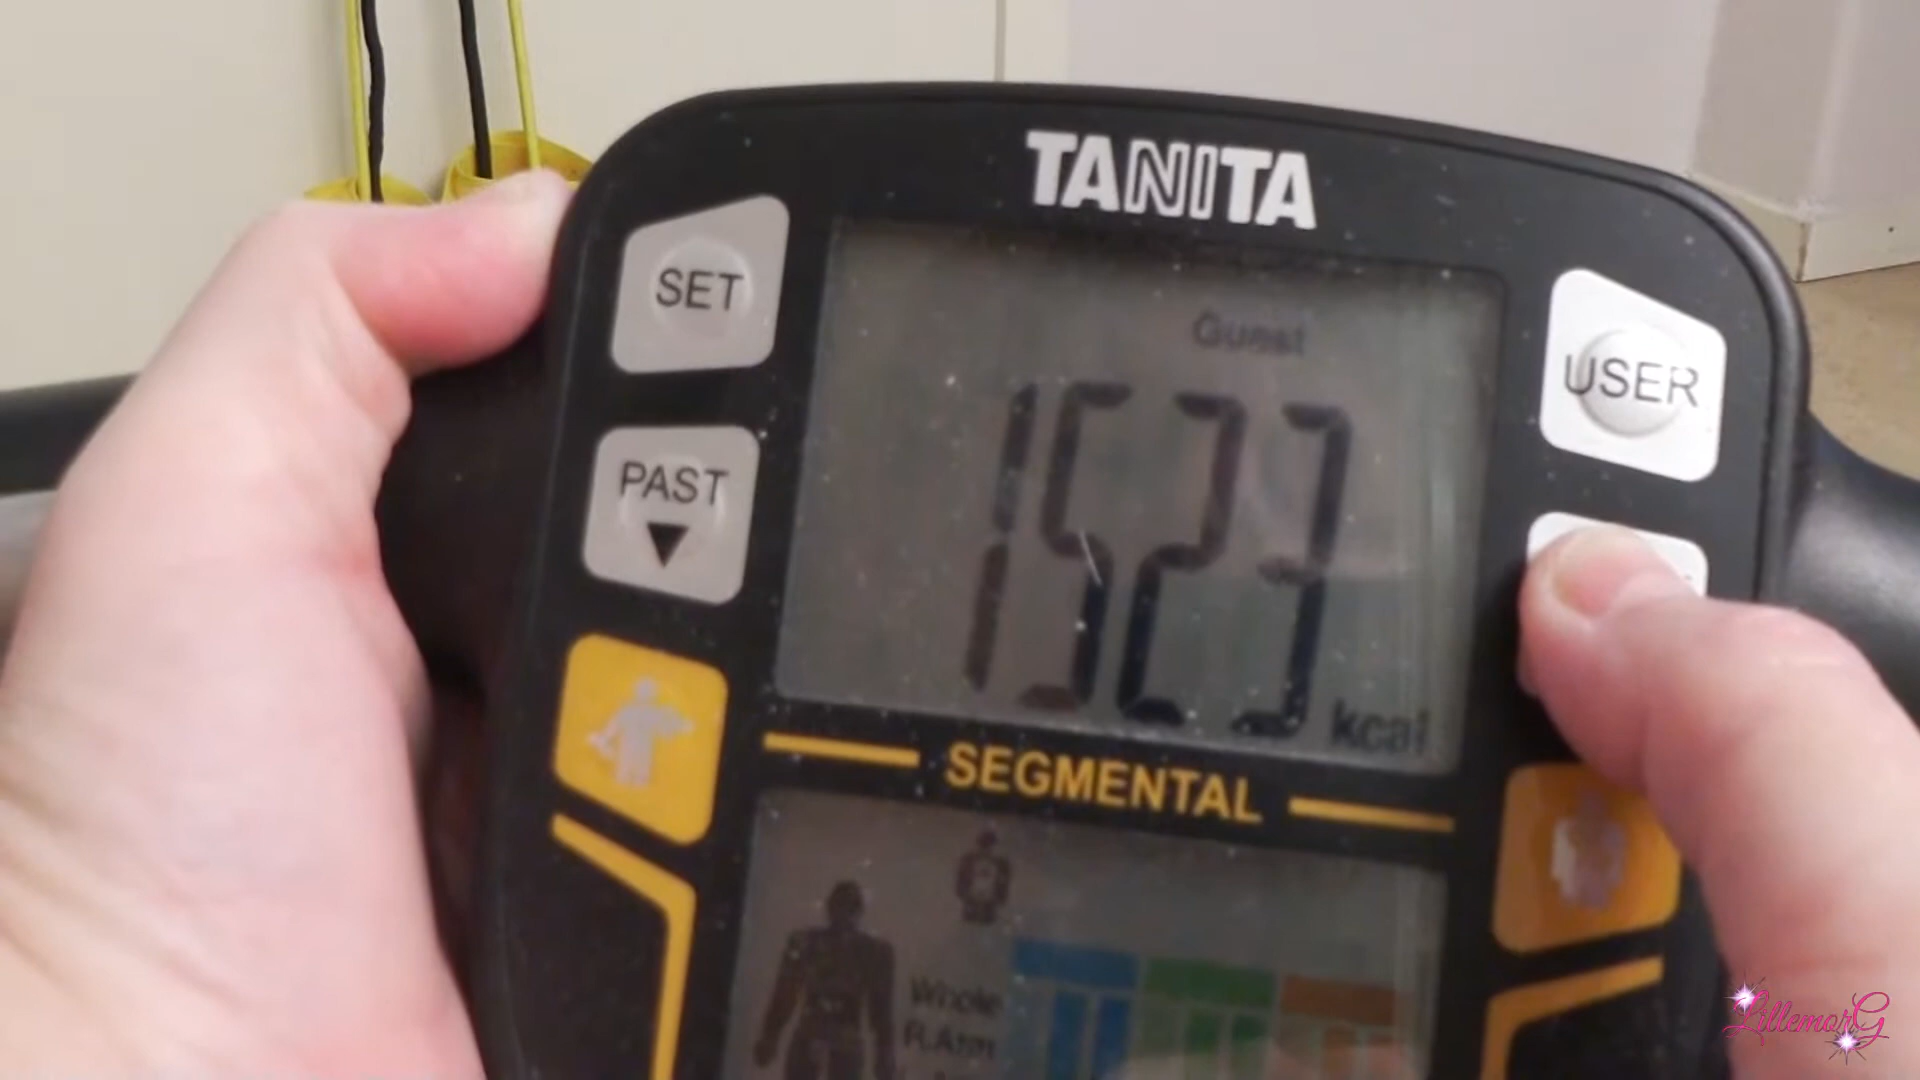 TANITA
SET
Guest
USER
PAST
1523
kcal
SEGMENTAL
Whole
R.Arm
LillemorG